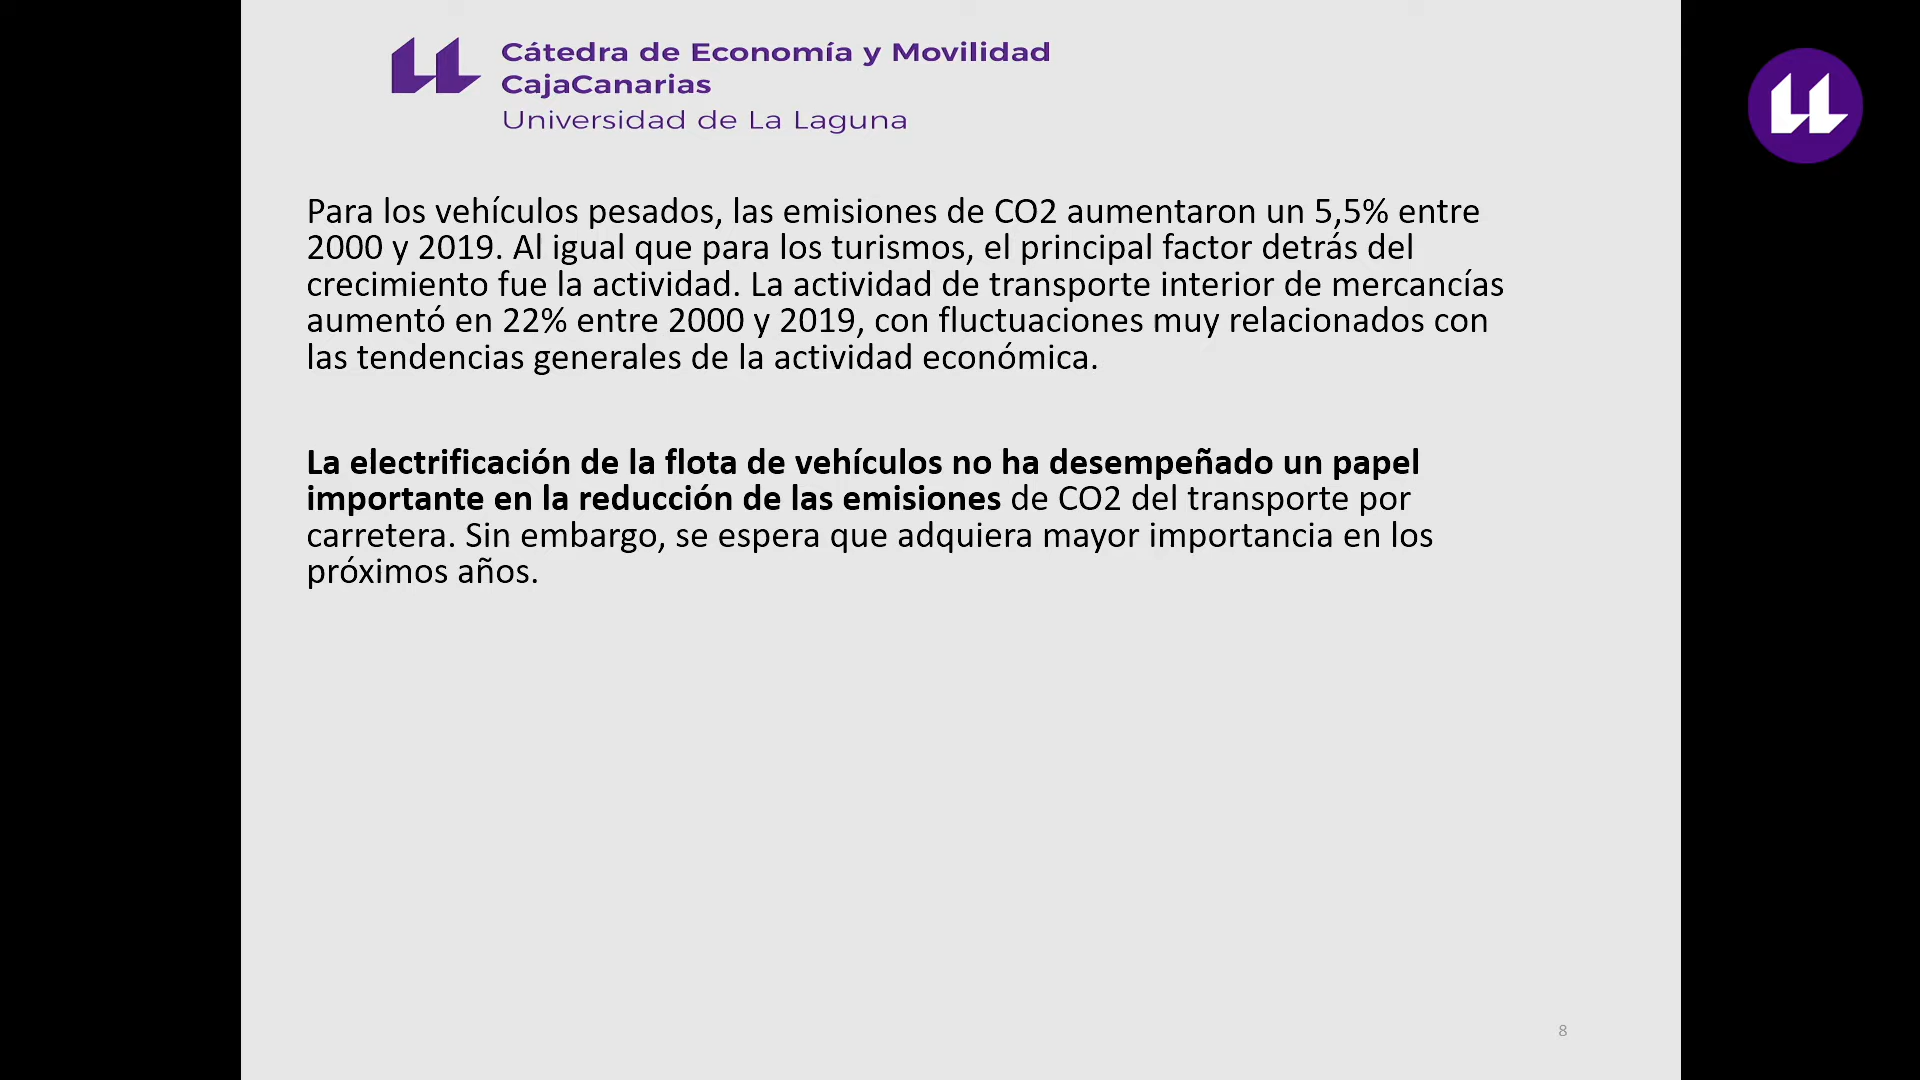 Cátedra de Economía y Movilidad
CajaCanarias
Universidad de La Laguna
Para los vehículos pesados, las emisiones de CO2 aumentaron un 5,5% entre
2000 y 2019. Al igual que para los turismos, el principal factor detrás del
crecimiento fue la actividad. La actividad de transporte interior de mercancías
aumentó en 22% entre 2000 y 2019, con fluctuaciones muy relacionados con
las tendencias generales de la actividad económica.
La electrificación de la flota de vehículos no ha desempeñado un papel
importante en la reducción de las emisiones de CO2 del transporte por
carretera. Sin embargo, se espera que adquiera mayor importancia en los
próximos años.
8